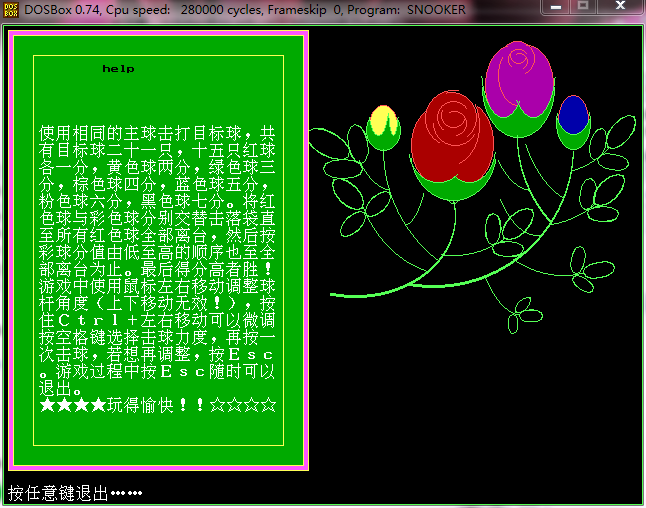 DOSBox 0.74, Cpu speed: 280000 cycles, Frameskip 0, Program: SNOOKER
help
使用相同的主球击打目标球，共
有目标球二十一只，十五只红球
各一分，黄色球两分，绿色球三
分，棕色球四分，蓝色球五分，
粉色球六分，黑色球七分。将红
色球与彩色球分别交替击落袋直
至所有红色球全部离台，然后按
彩球分值由低至高的顺序也至全
部离台为止。最后得分高者胜！
游戏中使用鼠标左右移动调整球
杆角度（上下移动无效！），按
住Ｃｔｒｌ＋左右移动可以微调
按空格键选择击球力度，再按一
次击球，若想再调整，按Ｅｓｃ
。游戏过程中按Ｅｓｃ随时可以
退出。
★★★★玩得愉快！！☆☆☆☆
按任意键退出……